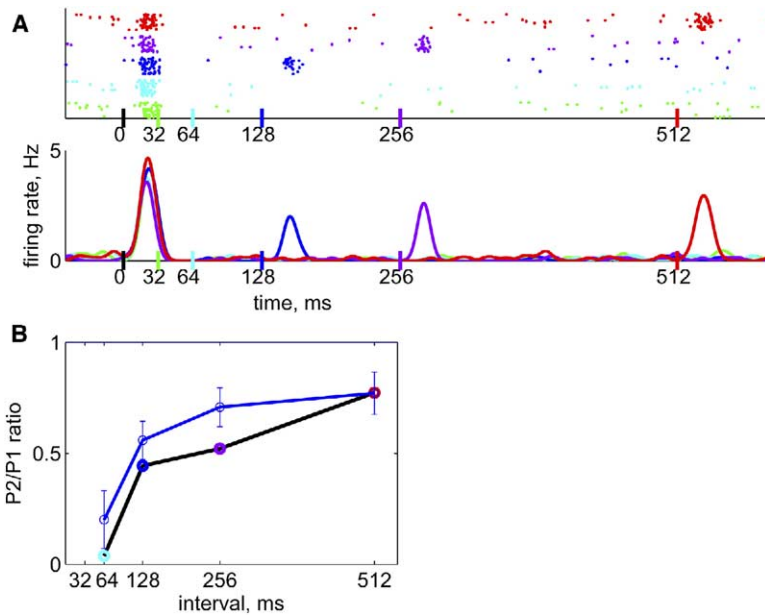 A
0 32 64 128 256 512
firing rate, Hz
5
0
0 32 64 128 256 512
time, ms
B
P2/P1 ratio
1
0.5
0
32 64 128 256 512
interval, ms